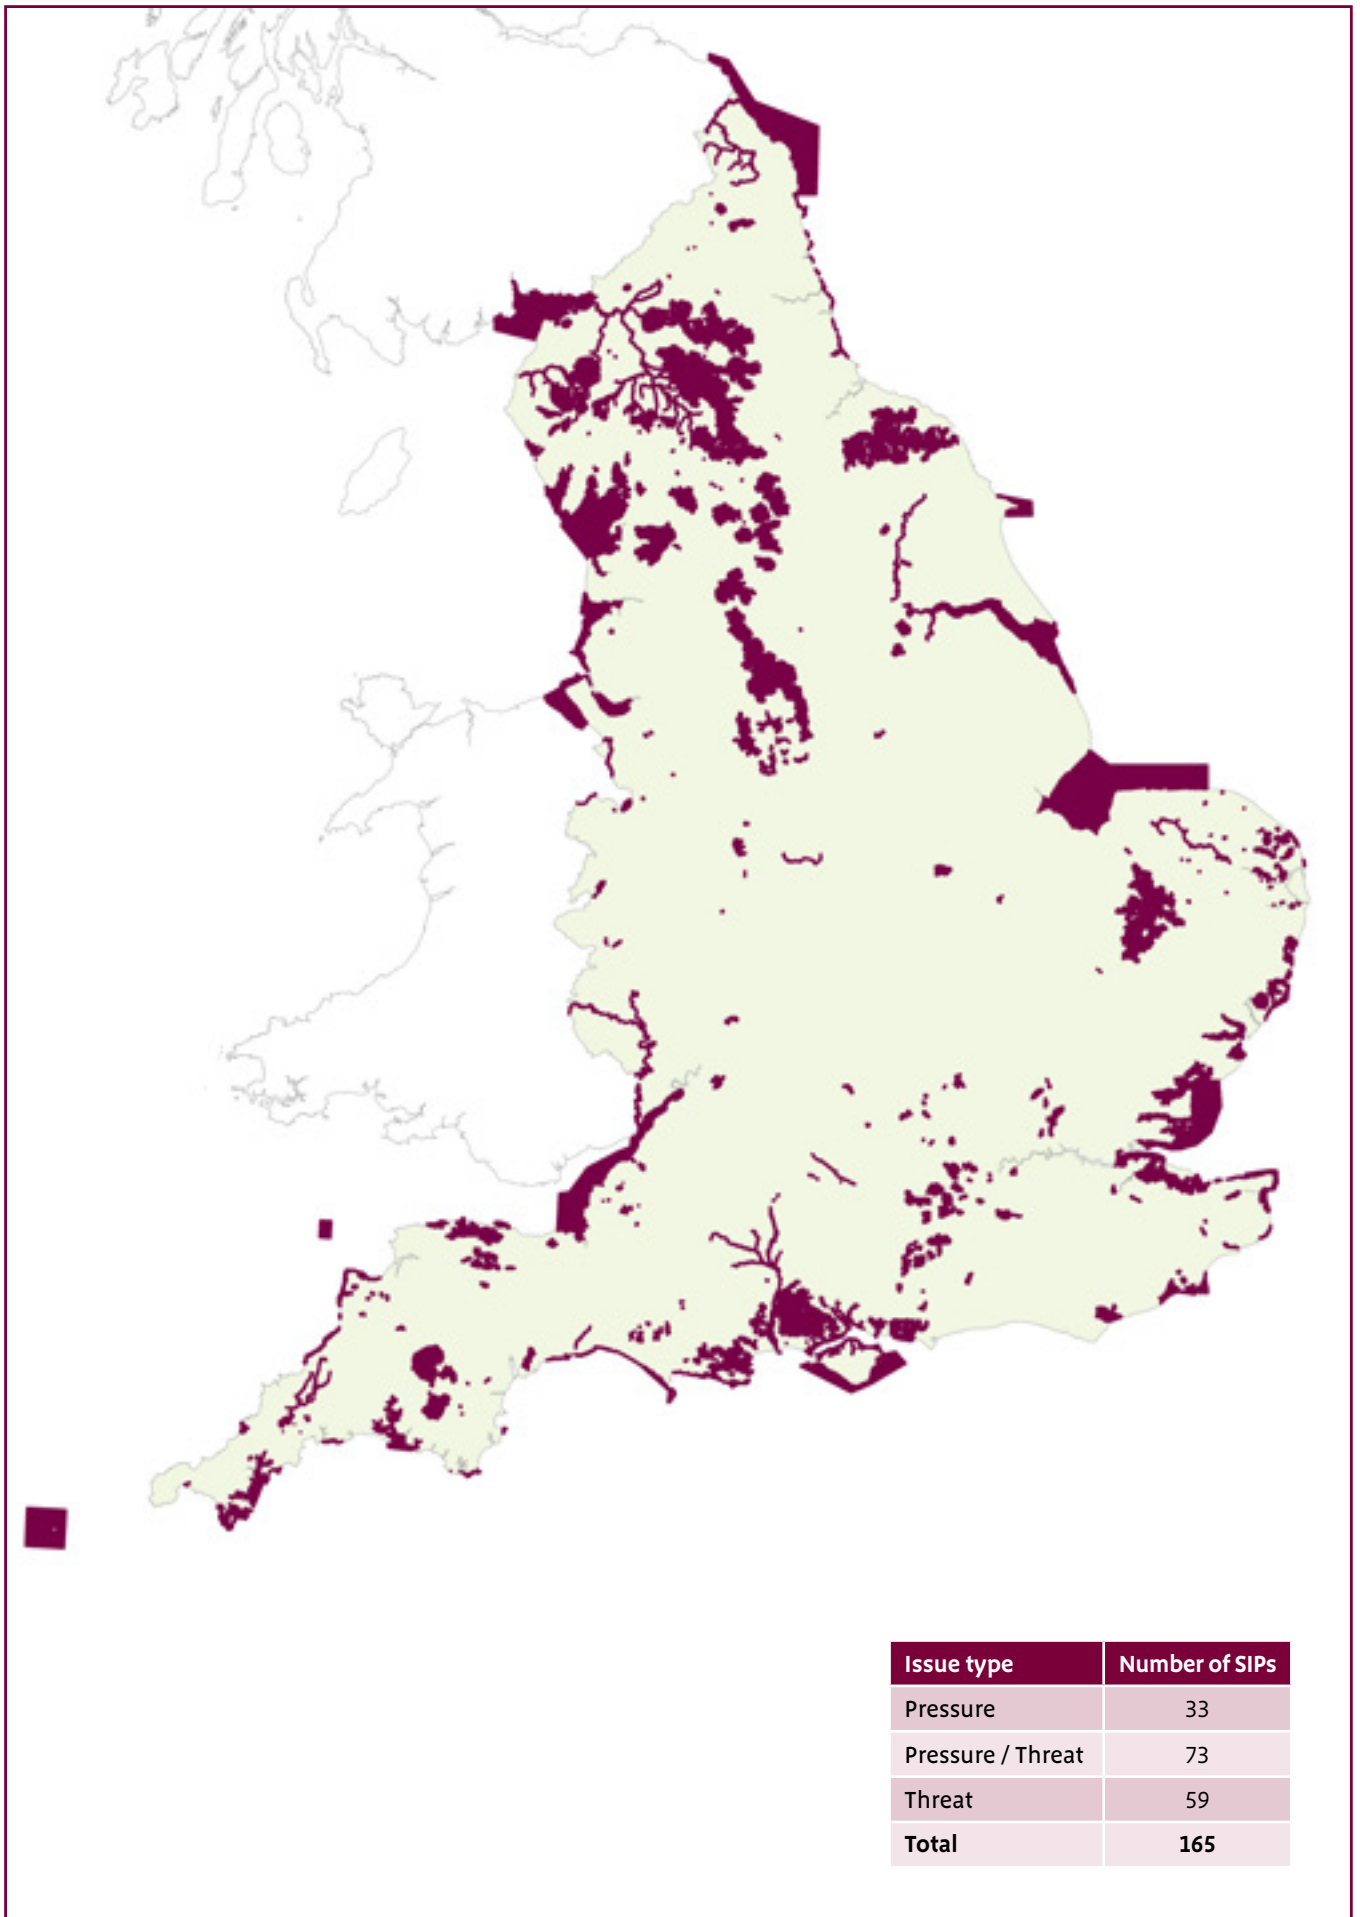 Issue type Number of SIPs
Pressure 33
Pressure / Threat 73
Threat 59
Total 165